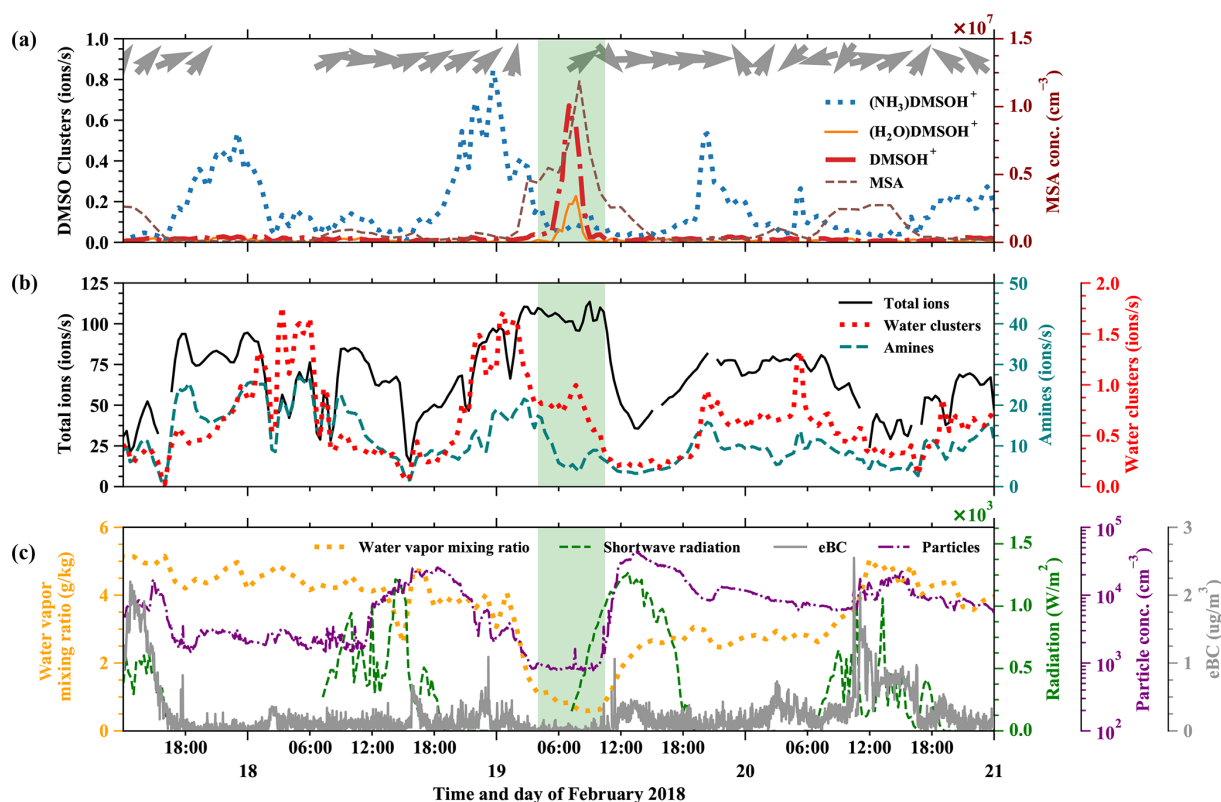 (a)
×10⁷
DMSO Clusters (ions/s)
1.0
0.8
0.6
0.4
0.2
0.0
(NH₃)DMSOH⁺
(H₂O)DMSOH⁺
DMSOH⁺
MSA
1.5
1.0
0.5
0.0
MSA conc. (cm⁻³)
(b)
Total ions (ions/s)
125
100
75
50
25
0
Total ions
Water clusters
Amines
50
40
30
20
10
0
Amines (ions/s)
2.0
1.5
1.0
0.5
0.0
Water clusters (ions/s)
(c)
×10³
Water vapor
mixing ratio (g/kg)
6
4
2
0
Water vapor mixing ratio
Shortwave radiation
eBC
Particles
1.5
1.0
0.5
0.0
Radiation (W/m²)
10⁵
10⁴
10³
10²
Particle conc. (cm⁻³)
3
2
1
0
eBC (ug/m³)
18:00 06:00 12:00 18:00 06:00 12:00 18:00 06:00 12:00 18:00
18 19 20 21
Time and day of February 2018